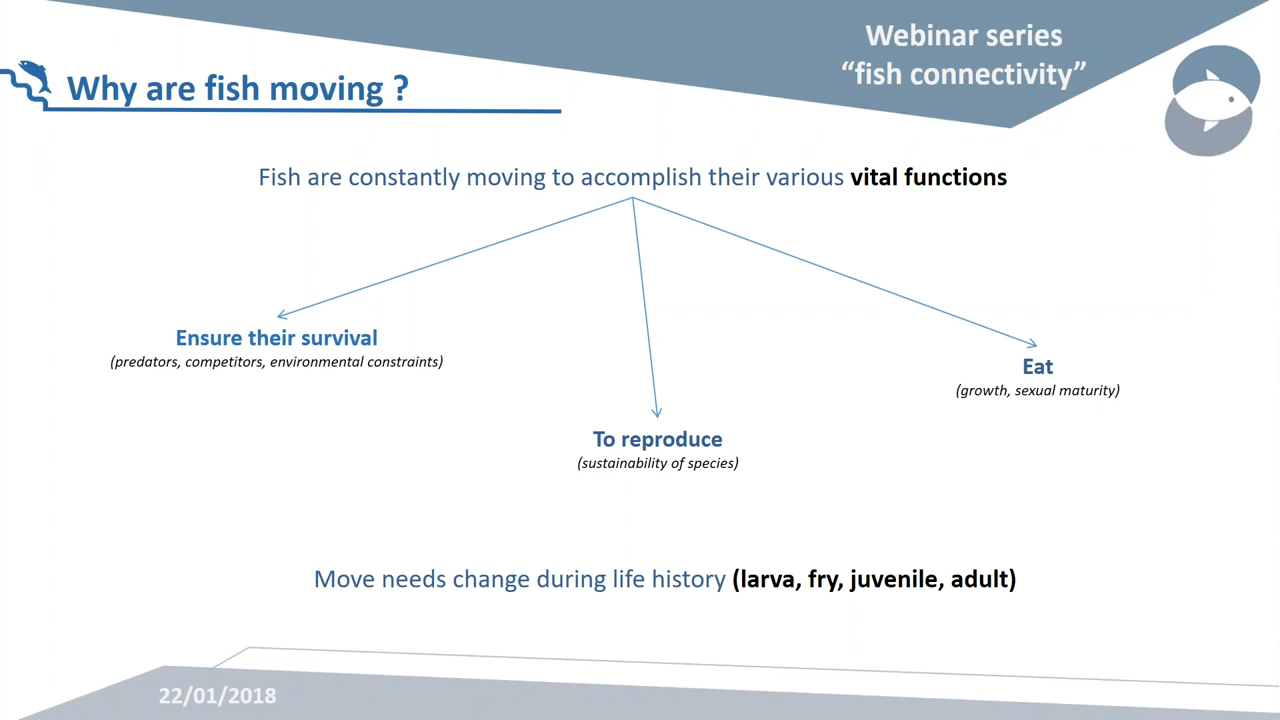 Webinar series
“fish connectivity”
Why are fish moving ?
Fish are constantly moving to accomplish their various vital functions
Ensure their survival
(predators, competitors, environmental constraints)
Eat
(growth, sexual maturity)
To reproduce
(sustainability of species)
Move needs change during life history (larva, fry, juvenile, adult)
22/01/2018